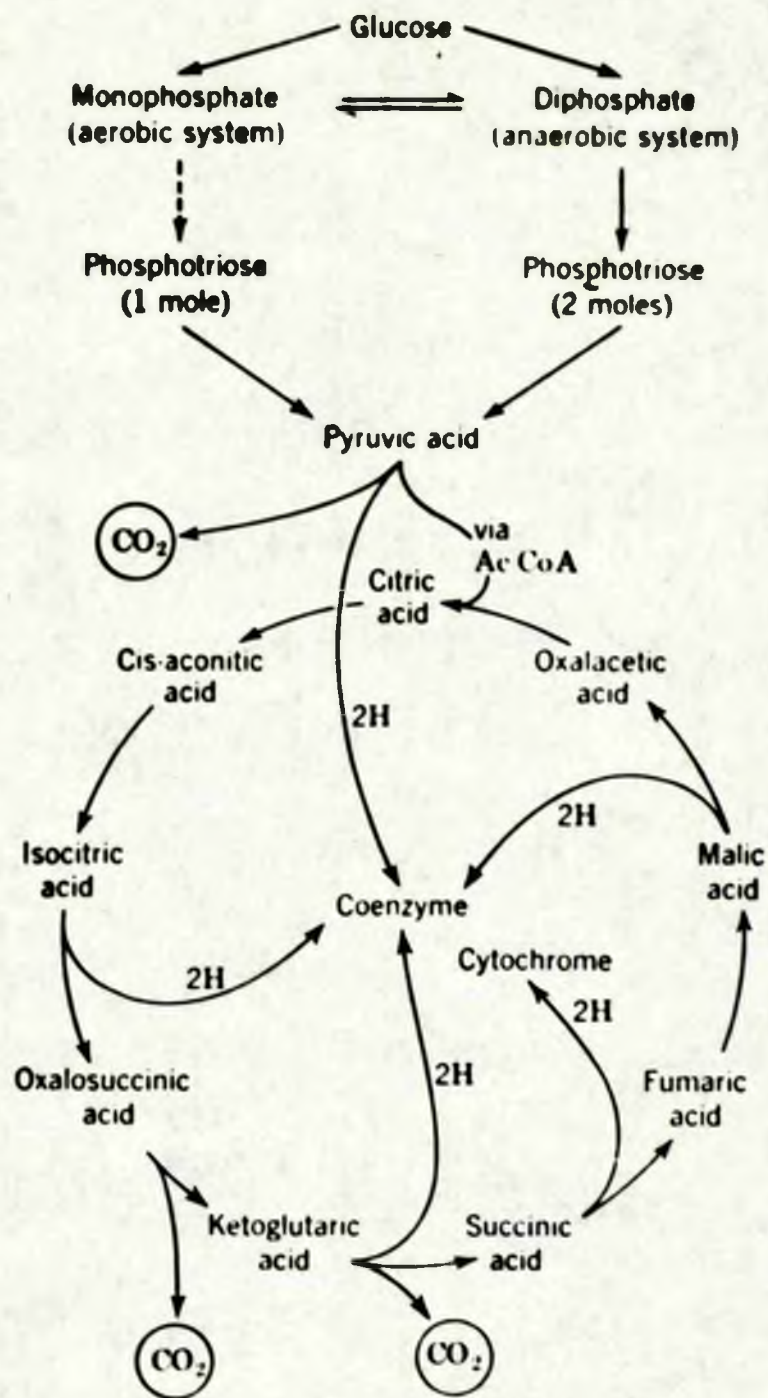 Glucose
Monophosphate
(aerobic system)
Diphosphate
(anaerobic system)
Phosphotriose
(1 mole)
Phosphotriose
(2 moles)
Pyruvic acid
CO₂
via
Ac CoA
Citric
acid
Cis-aconitic
acid
Oxalacetic
acid
2H
2H
Isocitric
acid
Malic
acid
Coenzyme
Cytochrome
2H
2H
2H
Oxalosuccinic
acid
Fumaric
acid
Ketoglutaric
acid
Succinic
acid
CO₂
CO₂